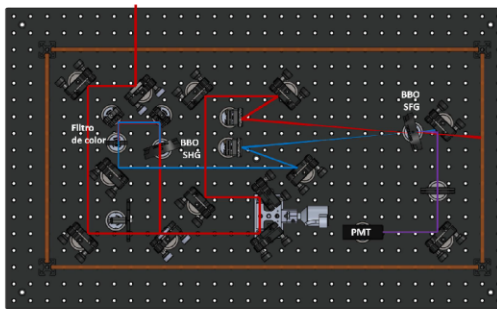 BBO
SFG
Filtro
de color
BBO
SHG
PMT